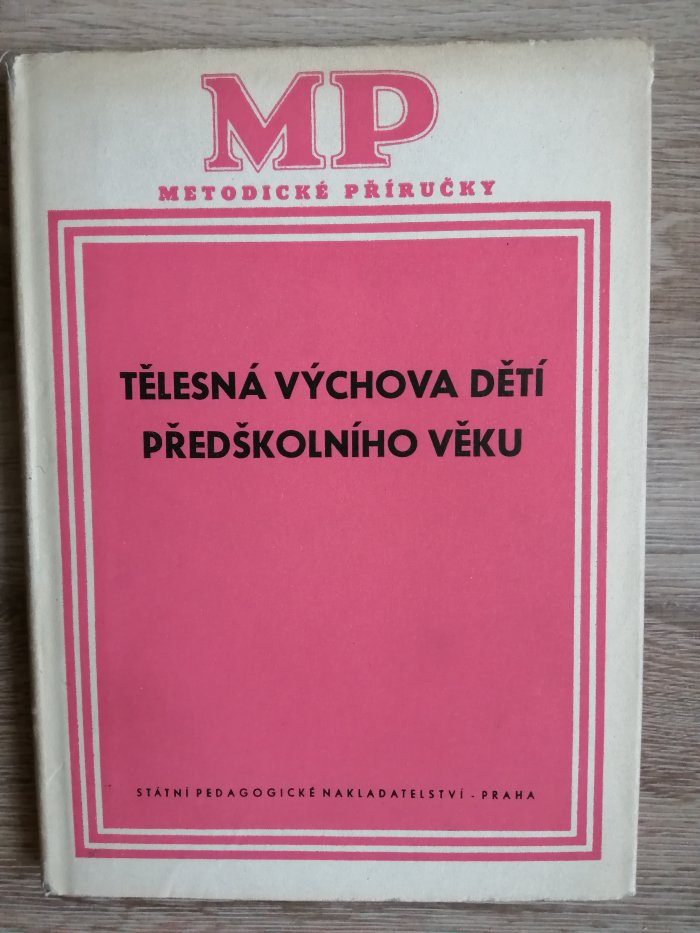 MP
METODICKÉ PŘÍRUČKY
TĚLESNÁ VÝCHOVA DĚTÍ
PŘEDŠKOLNÍHO VĚKU
STÁTNÍ PEDAGOGICKÉ NAKLADATELSTVÍ - PRAHA